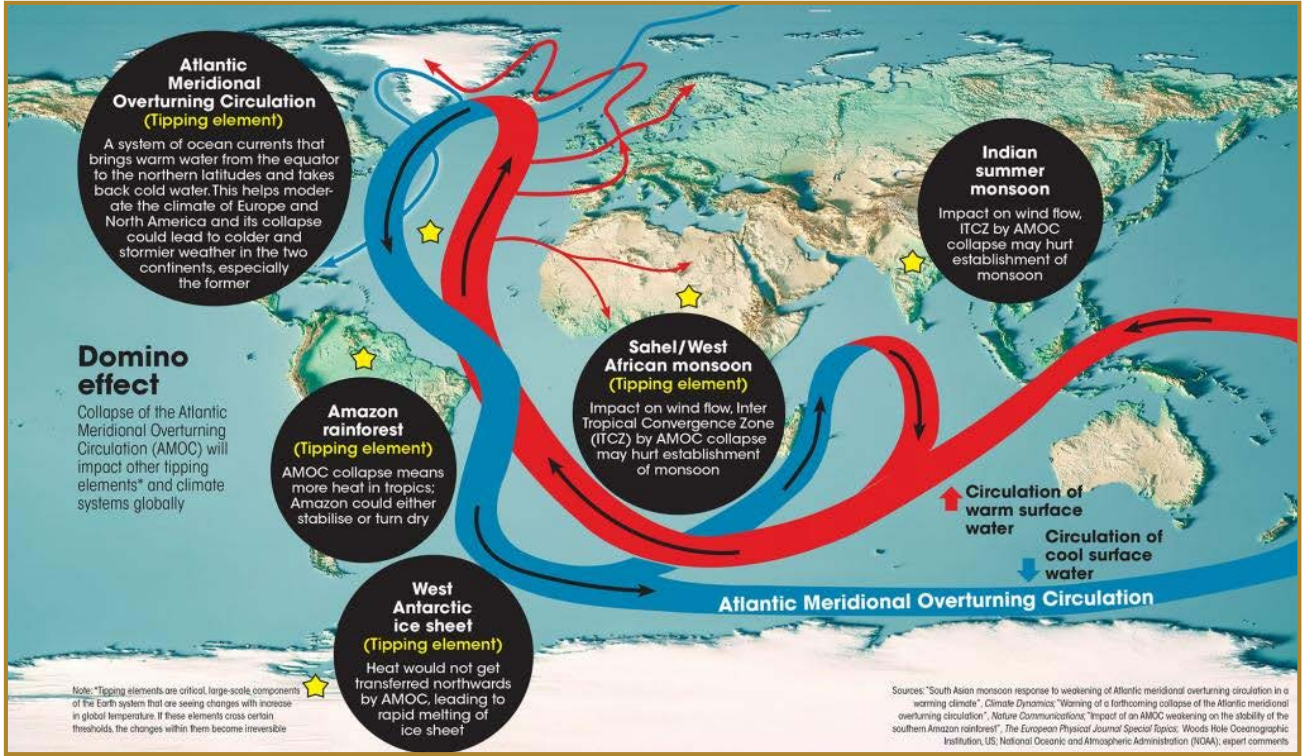 Atlantic
Meridional
Overturning Circulation
(Tipping element)
A system of ocean currents that
brings warm water from the equator
to the northern latitudes and takes
back cold water. This helps moder-
ate the climate of Europe and
North America and its collapse
could lead to colder and
stormier weather in the two
continents, especially
the former
Indian
summer
monsoon
Impact on wind flow,
ITCZ by AMOC
collapse may hurt
establishment of
monsoon
Domino
effect
Collapse of the Atlantic
Meridional Overturning
Circulation (AMOC) will
impact other tipping
elements* and climate
systems globally
Sahel/West
African monsoon
(Tipping element)
Impact on wind flow, Inter
Tropical Convergence Zone
(ITCZ) by AMOC collapse
may hurt establishment
of monsoon
Amazon
rainforest
(Tipping element)
AMOC collapse means
more heat in tropics;
Amazon could either
stabilise or turn dry
Circulation of
warm surface
water
Circulation of
cool surface
water
Atlantic Meridional Overturning Circulation
West
Antarctic
ice sheet
(Tipping element)
Heat would not get
transferred northwards
by AMOC, leading to
rapid melting of
ice sheet
Note: *Tipping elements are critical, large-scale components
of the Earth system that are seeing changes with increase
in global temperature. If these elements cross certain
thresholds, the changes within them become irreversible
Sources: "South Asian monsoon response to weakening of Atlantic meridional overturning circulation in a
warming climate", Climate Dynamics; "Warning of a forthcoming collapse of the Atlantic meridional
overturning circulation", Nature Communications; "Impact of an AMOC weakening on the stability of the
southern Amazon rainforest", The European Physical Journal Special Topics; Woods Hole Oceanographic
Institution, US; National Oceanic and Atmospheric Administration (NOAA); expert comments